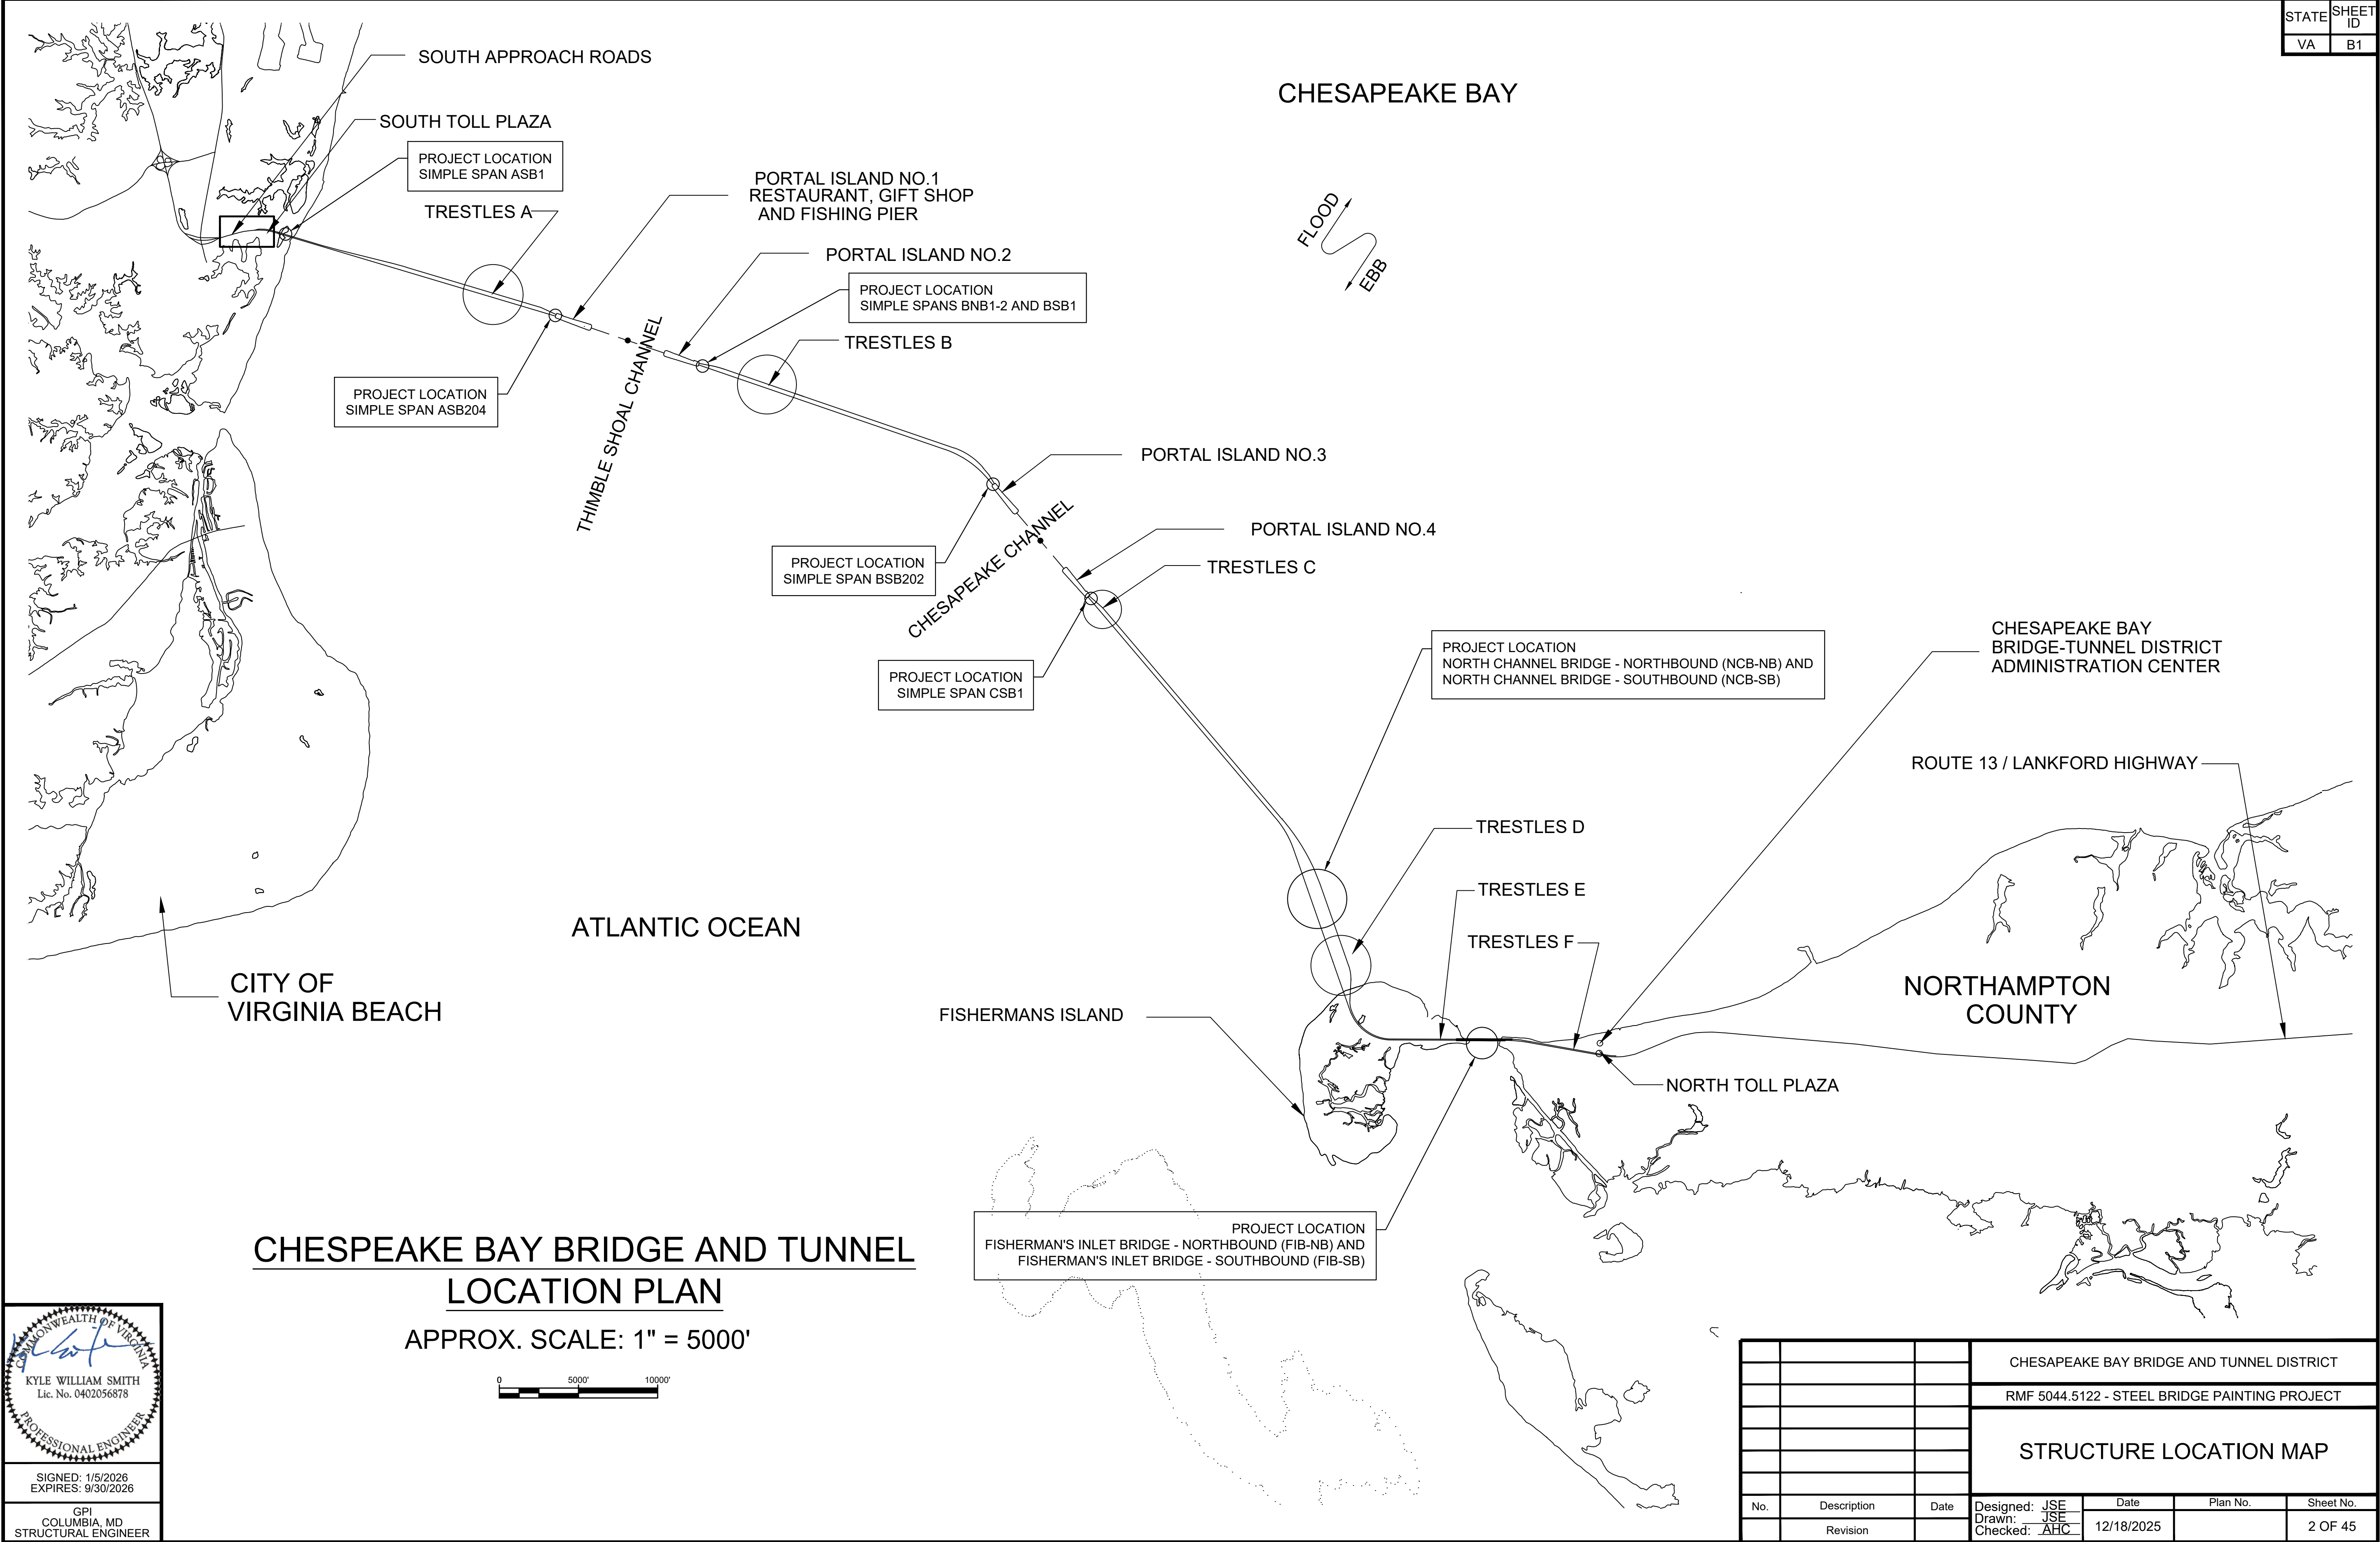 STATE
SHEET
ID
VA
B1
SOUTH APPROACH ROADS
CHESAPEAKE BAY
SOUTH TOLL PLAZA
PROJECT LOCATION
SIMPLE SPAN ASB1
TRESTLES A
PORTAL ISLAND NO.1
RESTAURANT, GIFT SHOP
AND FISHING PIER
FLOOD
EBB
PORTAL ISLAND NO.2
PROJECT LOCATION
SIMPLE SPANS BNB1-2 AND BSB1
TRESTLES B
PROJECT LOCATION
SIMPLE SPAN ASB204
THIMBLE SHOAL CHANNEL
PORTAL ISLAND NO.3
PORTAL ISLAND NO.4
PROJECT LOCATION
SIMPLE SPAN BSB202
CHESAPEAKE CHANNEL
TRESTLES C
PROJECT LOCATION
SIMPLE SPAN CSB1
PROJECT LOCATION
NORTH CHANNEL BRIDGE - NORTHBOUND (NCB-NB) AND
NORTH CHANNEL BRIDGE - SOUTHBOUND (NCB-SB)
CHESAPEAKE BAY
BRIDGE-TUNNEL DISTRICT
ADMINISTRATION CENTER
ROUTE 13 / LANKFORD HIGHWAY
TRESTLES D
TRESTLES E
TRESTLES F
ATLANTIC OCEAN
CITY OF
VIRGINIA BEACH
FISHERMANS ISLAND
NORTHAMPTON
COUNTY
NORTH TOLL PLAZA
PROJECT LOCATION
FISHERMAN'S INLET BRIDGE - NORTHBOUND (FIB-NB) AND
FISHERMAN'S INLET BRIDGE - SOUTHBOUND (FIB-SB)
CHESPEAKE BAY BRIDGE AND TUNNEL
LOCATION PLAN
APPROX. SCALE: 1" = 5000'
0 5000' 10000'
COMMONWEALTH OF VIRGINIA
KYLE WILLIAM SMITH
Lic. No. 0402056878
PROFESSIONAL ENGINEER
SIGNED: 1/5/2026
EXPIRES: 9/30/2026
GPI
COLUMBIA, MD
STRUCTURAL ENGINEER
CHESAPEAKE BAY BRIDGE AND TUNNEL DISTRICT
RMF 5044.5122 - STEEL BRIDGE PAINTING PROJECT
STRUCTURE LOCATION MAP
No. Description Date
Revision
Designed: JSE
Drawn: JSE
Checked: AHC
Date
12/18/2025
Plan No.
Sheet No.
2 OF 45